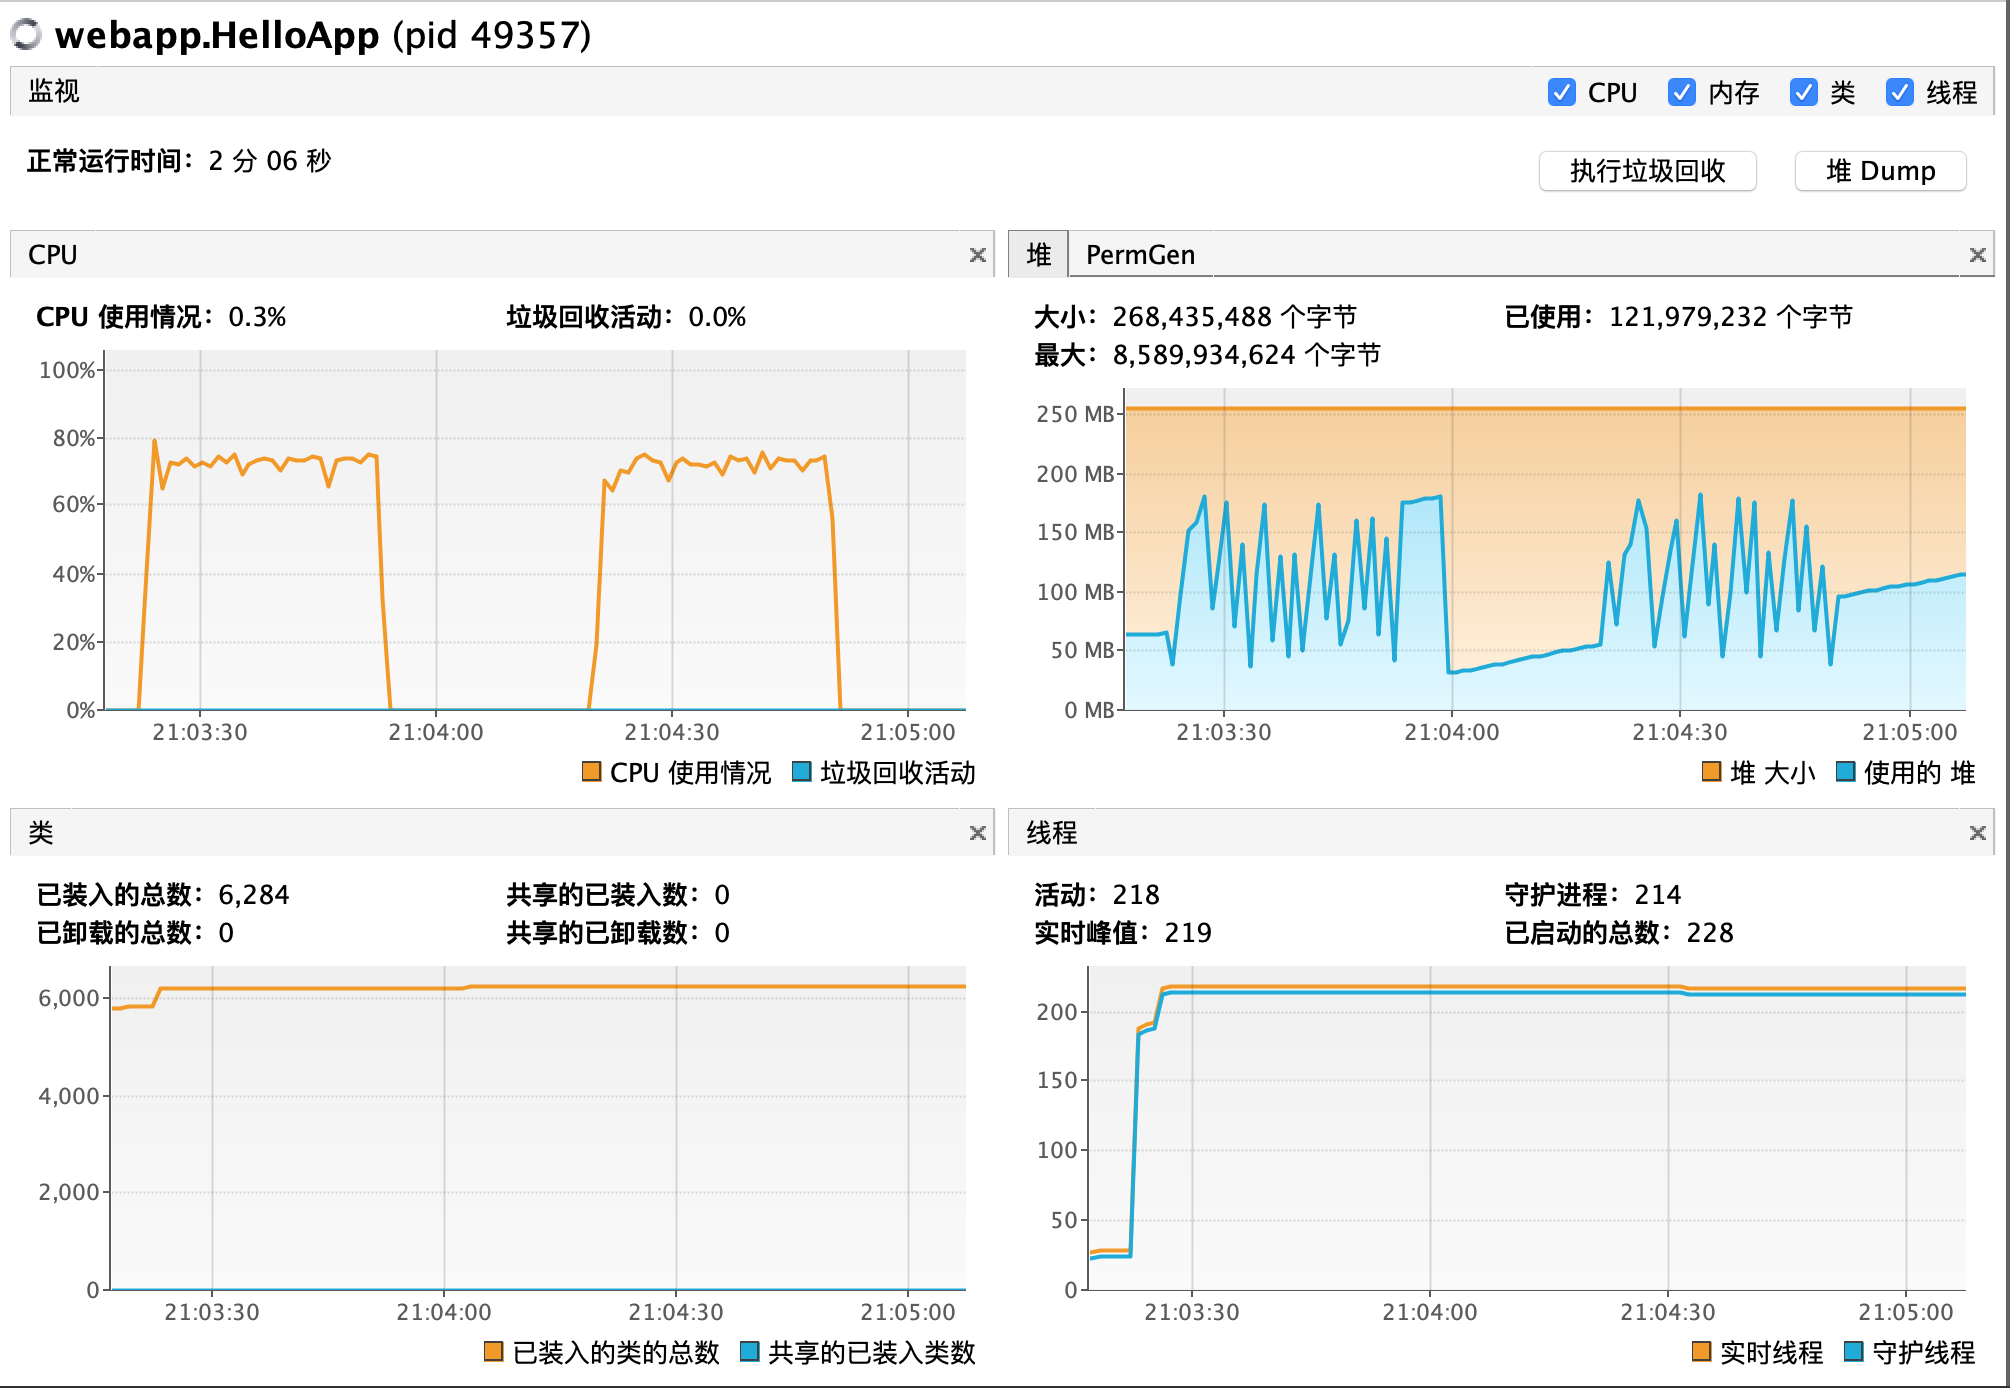 webapp.HelloApp (pid 49357)
监视
CPU 内存 类 线程
正常运行时间: 2 分 06 秒
执行垃圾回收 堆 Dump
CPU
CPU 使用情况: 0.3% 垃圾回收活动: 0.0%
100%
80%
60%
40%
20%
0%
21:03:30 21:04:00 21:04:30 21:05:00
CPU 使用情况 垃圾回收活动
堆 PermGen
大小: 268,435,488 个字节 已使用: 121,979,232 个字节
最大: 8,589,934,624 个字节
250 MB
200 MB
150 MB
100 MB
50 MB
0 MB
21:03:30 21:04:00 21:04:30 21:05:00
堆 大小 使用的 堆
类
已装入的总数: 6,284 共享的已装入数: 0
已卸载的总数: 0 共享的已卸载数: 0
6,000
4,000
2,000
0
21:03:30 21:04:00 21:04:30 21:05:00
已装入的类的总数 共享的已装入类数
线程
活动: 218 守护进程: 214
实时峰值: 219 已启动的总数: 228
200
150
100
50
0
21:03:30 21:04:00 21:04:30 21:05:00
实时线程 守护线程